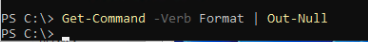 PS C:\> Get-Command -Verb Format | Out-Null
PS C:\>